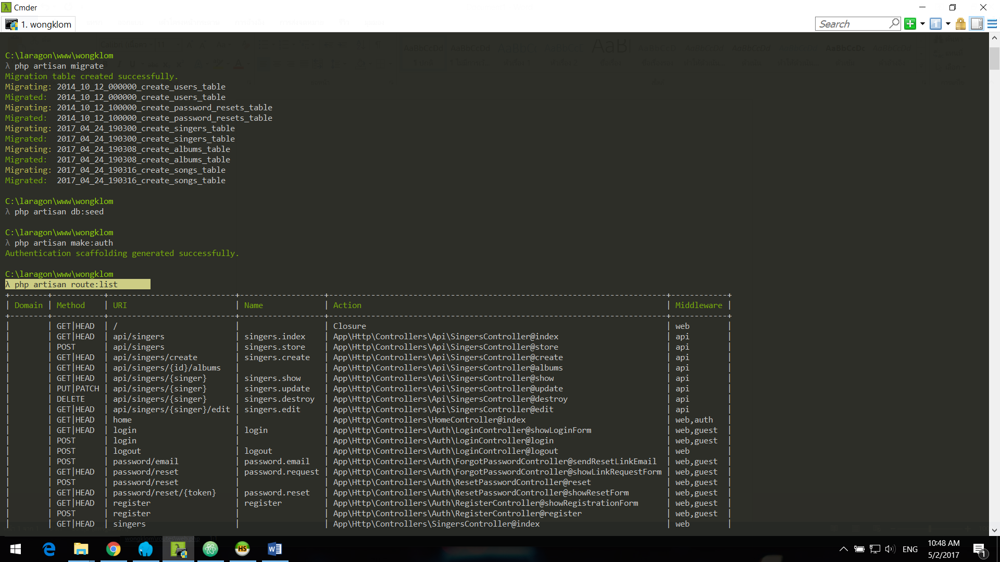 Cmder
1. wongklom
Search
C:\laragon\www\wongklom
λ php artisan migrate
Migration table created successfully.
Migrating: 2014_10_12_000000_create_users_table
Migrated:  2014_10_12_000000_create_users_table
Migrating: 2014_10_12_100000_create_password_resets_table
Migrated:  2014_10_12_100000_create_password_resets_table
Migrating: 2017_04_24_190300_create_singers_table
Migrated:  2017_04_24_190300_create_singers_table
Migrating: 2017_04_24_190308_create_albums_table
Migrated:  2017_04_24_190308_create_albums_table
Migrating: 2017_04_24_190316_create_songs_table
Migrated:  2017_04_24_190316_create_songs_table
C:\laragon\www\wongklom
λ php artisan db:seed
C:\laragon\www\wongklom
λ php artisan make:auth
Authentication scaffolding generated successfully.
C:\laragon\www\wongklom
λ php artisan route:list
| Domain | Method | URI | Name | Action | Middleware |
| | GET|HEAD | / | | Closure | web |
| | GET|HEAD | api/singers | singers.index | App\Http\Controllers\Api\SingersController@index | api |
| | POST | api/singers | singers.store | App\Http\Controllers\Api\SingersController@store | api |
| | GET|HEAD | api/singers/create | singers.create | App\Http\Controllers\Api\SingersController@create | api |
| | GET|HEAD | api/singers/{id}/albums | | App\Http\Controllers\Api\SingersController@albums | api |
| | GET|HEAD | api/singers/{singer} | singers.show | App\Http\Controllers\Api\SingersController@show | api |
| | PUT|PATCH | api/singers/{singer} | singers.update | App\Http\Controllers\Api\SingersController@update | api |
| | DELETE | api/singers/{singer} | singers.destroy | App\Http\Controllers\Api\SingersController@destroy | api |
| | GET|HEAD | api/singers/{singer}/edit | singers.edit | App\Http\Controllers\Api\SingersController@edit | api |
| | GET|HEAD | home | | App\Http\Controllers\HomeController@index | web,auth |
| | GET|HEAD | login | login | App\Http\Controllers\Auth\LoginController@showLoginForm | web,guest |
| | POST | login | | App\Http\Controllers\Auth\LoginController@login | web,guest |
| | POST | logout | logout | App\Http\Controllers\Auth\LoginController@logout | web |
| | POST | password/email | password.email | App\Http\Controllers\Auth\ForgotPasswordController@sendResetLinkEmail | web,guest |
| | GET|HEAD | password/reset | password.request | App\Http\Controllers\Auth\ForgotPasswordController@showLinkRequestForm | web,guest |
| | POST | password/reset | | App\Http\Controllers\Auth\ResetPasswordController@reset | web,guest |
| | GET|HEAD | password/reset/{token} | password.reset | App\Http\Controllers\Auth\ResetPasswordController@showResetForm | web,guest |
| | GET|HEAD | register | register | App\Http\Controllers\Auth\RegisterController@showRegistrationForm | web,guest |
| | POST | register | | App\Http\Controllers\Auth\RegisterController@register | web,guest |
| | GET|HEAD | singers | | App\Http\Controllers\SingersController@index | web |
HS
ENG
10:48 AM
5/2/2017
1